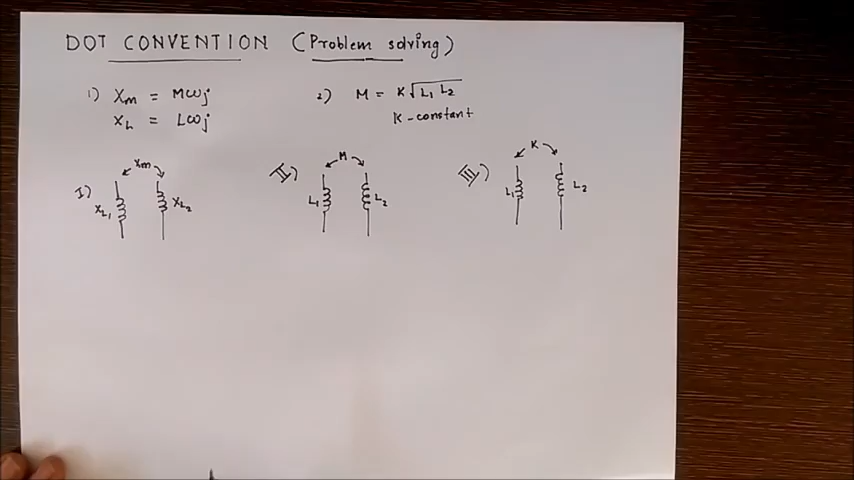 DOT CONVENTION (Problem solving)
1) Xm = Mωj
XL = Lωj
2) M = K√L1 L2
K-constant
I) Xm
XL1 XL2
II) M
L1 L2
III) K
L1 L2